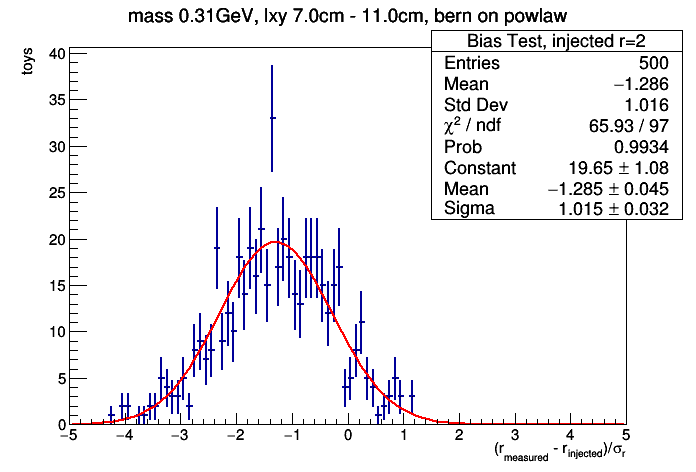 mass 0.31GeV, lxy 7.0cm - 11.0cm, bern on powlaw
Bias Test, injected r=2
Entries 500
Mean −1.286
Std Dev 1.016
χ² / ndf 65.93 / 97
Prob 0.9934
Constant 19.65 ± 1.08
Mean −1.285 ± 0.045
Sigma 1.015 ± 0.032
toys
40
35
30
25
20
15
10
5
0
−5 −4 −3 −2 −1 0 1 2 3 4 5
(r_measured - r_injected)/σ_r